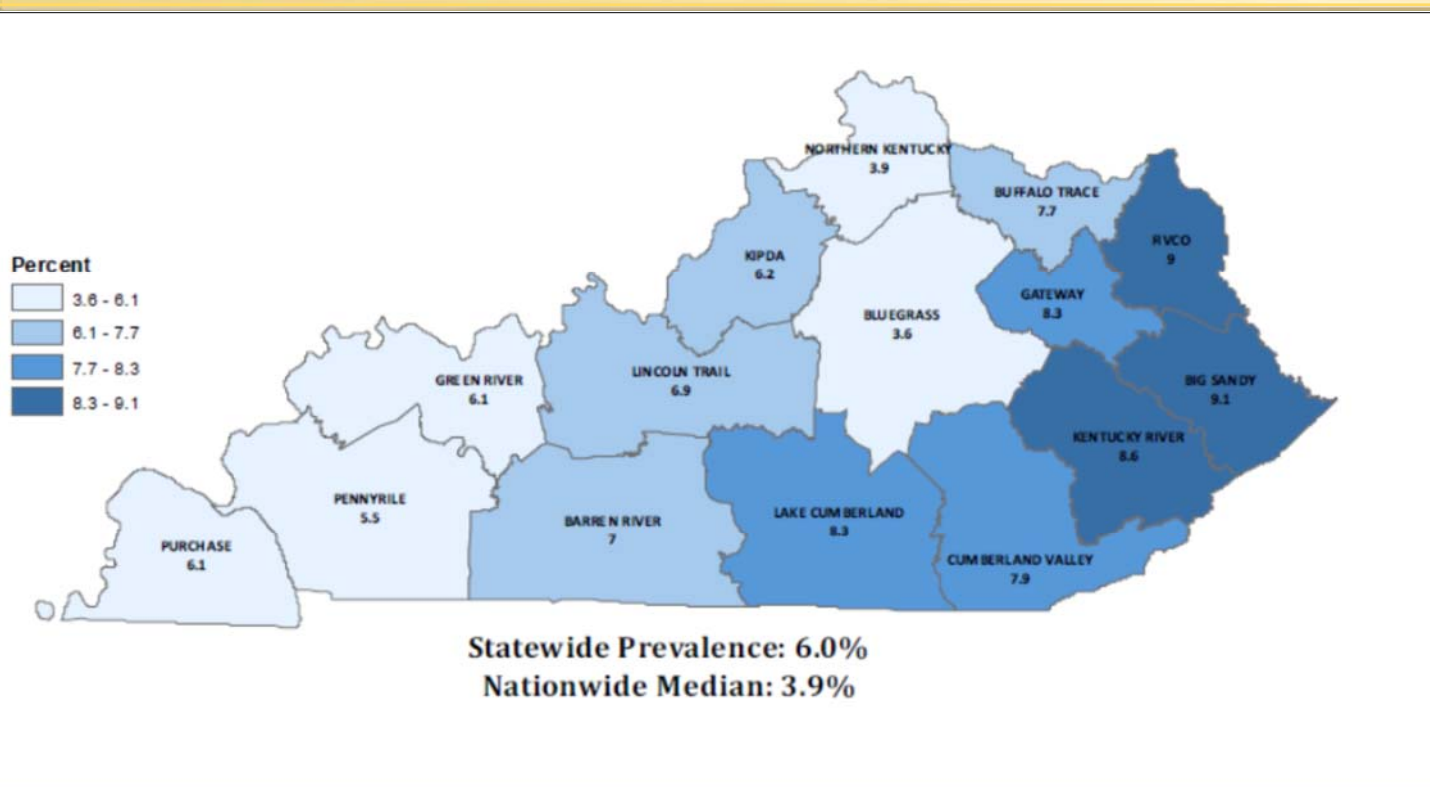 NORTHERN KENTUCKY
3.9
BUFFALO TRACE
7.7
RVCO
9
KIPDA
6.2
Percent
3.6 - 6.1
6.1 - 7.7
7.7 - 8.3
8.3 - 9.1
GATEWAY
8.3
BLUEGRASS
3.6
LINCOLN TRAIL
6.9
GREEN RIVER
6.1
BIG SANDY
9.1
KENTUCKY RIVER
8.6
PENNYRILE
5.5
BARREN RIVER
7
LAKE CUMBERLAND
8.3
PURCHASE
6.1
CUMBERLAND VALLEY
7.9
Statewide Prevalence: 6.0%
Nationwide Median: 3.9%